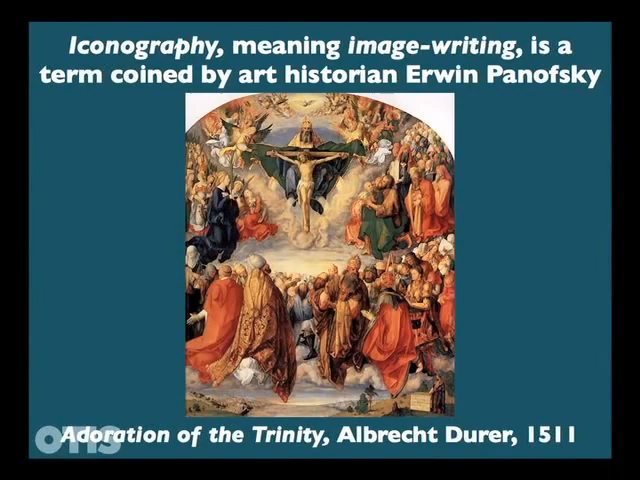 Iconography, meaning image-writing, is a
term coined by art historian Erwin Panofsky
Adoration of the Trinity, Albrecht Durer, 1511
OTIS